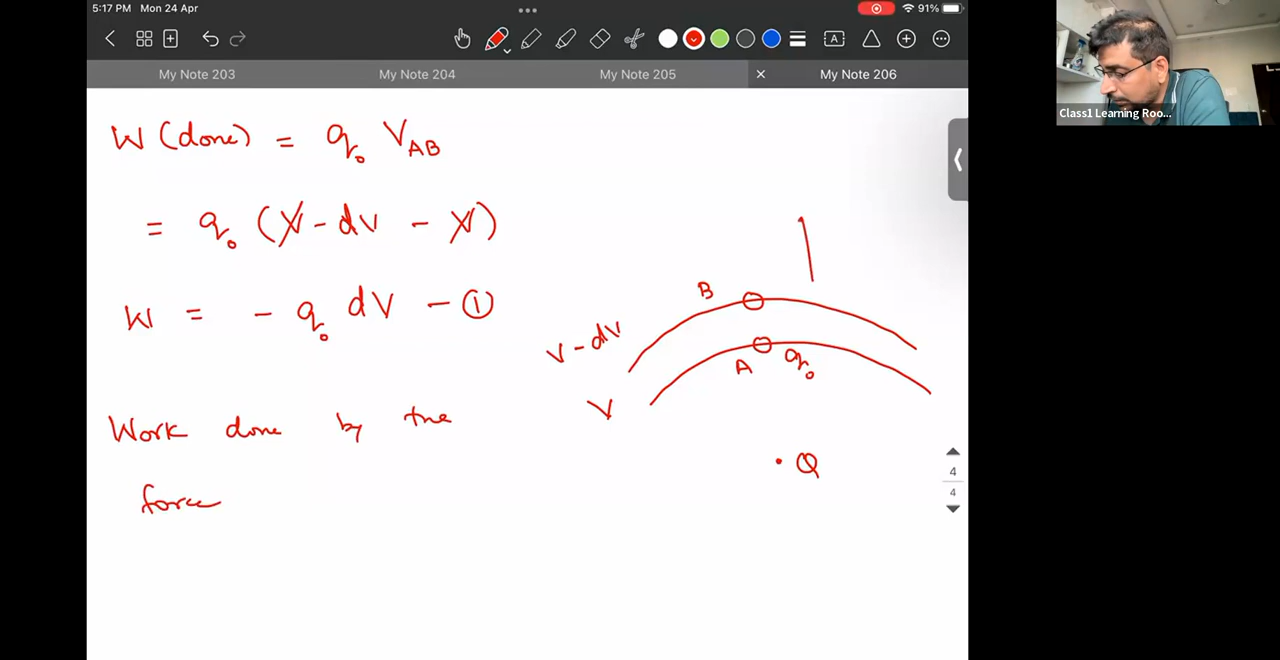 5:17 PM Mon 24 Apr
91%
My Note 203 My Note 204 My Note 205 My Note 206
Class1 Learning Roo...
W (done) = q₀ V_AB
= q₀ (V - dV - V)
W = - q₀ dV - ①
Work done by the
force
B
V - dV
A q₀
V
Q
4
4
A